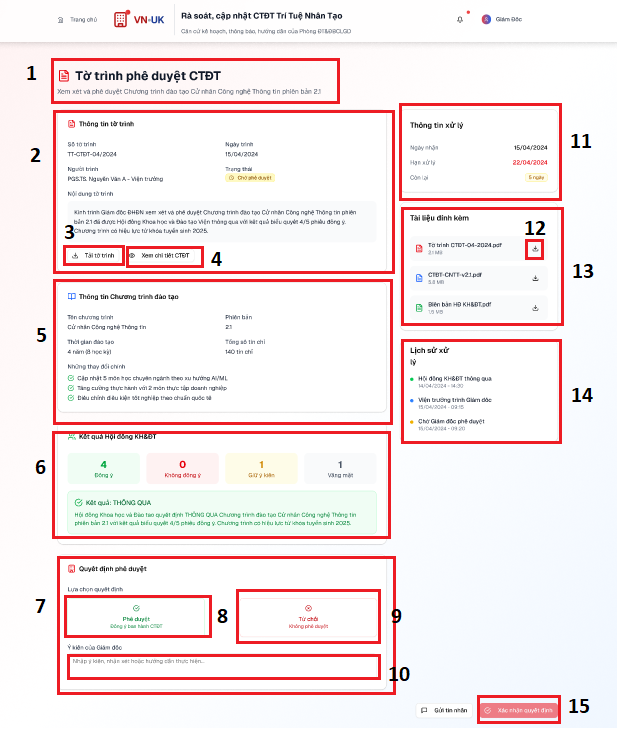 Trang chủ
VN-UK
Rà soát, cập nhật CTĐT Trí Tuệ Nhân Tạo
Căn cứ kế hoạch, thông báo, hướng dẫn của Phòng ĐT&ĐBCLGD
Giám Đốc
1
Tờ trình phê duyệt CTĐT
Xem xét và phê duyệt Chương trình đào tạo Cử nhân Công nghệ Thông tin phiên bản 2.1
2
Thông tin tờ trình
Số tờ trình
Ngày trình
TT-CTĐT-04/2024
15/04/2024
Người trình
Trạng thái
PGS.TS. Nguyễn Văn A - Viện trưởng
Chờ phê duyệt
Nội dung tờ trình
Kính trình Giám đốc ĐHĐN xem xét và phê duyệt Chương trình đào tạo Cử nhân Công nghệ Thông tin phiên
bản 2.1 đã được Hội đồng Khoa học và Đào tạo Viện thông qua với kết quả biểu quyết 4/5 phiếu đồng ý.
Chương trình có hiệu lực từ khóa tuyển sinh 2025.
3
Tải tờ trình
Xem chi tiết CTĐT
4
5
Thông tin Chương trình đào tạo
Tên chương trình
Phiên bản
Cử nhân Công nghệ Thông tin
2.1
Thời gian đào tạo
Tổng số tín chỉ
4 năm (8 học kỳ)
140 tín chỉ
Những thay đổi chính
Cập nhật 5 môn học chuyên ngành theo xu hướng AI/ML
Tăng cường thực hành với 2 môn thực tập doanh nghiệp
Điều chỉnh điều kiện tốt nghiệp theo chuẩn quốc tế
6
Kết quả Hội đồng KH&ĐT
4
0
1
1
Đồng ý
Không đồng ý
Giữ ý kiến
Vắng mặt
Kết quả: THÔNG QUA
Hội đồng Khoa học và Đào tạo quyết định THÔNG QUA Chương trình đào tạo Cử nhân Công nghệ Thông tin
phiên bản 2.1 với kết quả biểu quyết 4/5 phiếu đồng ý. Chương trình có hiệu lực từ khóa tuyển sinh 2025.
7
Quyết định phê duyệt
Lựa chọn quyết định
Phê duyệt
Đồng ý ban hành CTĐT
8
Từ chối
Không phê duyệt
9
Ý kiến của Giám đốc
Nhập ý kiến, nhận xét hoặc hướng dẫn thực hiện...
10
Thông tin xử lý
11
Ngày nhận
15/04/2024
Hạn xử lý
22/04/2024
Còn lại
5 ngày
Tài liệu đính kèm
12
Tờ trình CTĐT-04-2024.pdf
2.1 MB
CTĐT-CNTT-v2.1.pdf
5.8 MB
Biên bản HĐ KH&ĐT.pdf
1.5 MB
13
Lịch sử xử
lý
Hội đồng KH&ĐT thông qua
14/04/2024 - 14:30
Viện trưởng trình Giám đốc
15/04/2024 - 09:15
Chờ Giám đốc phê duyệt
15/04/2024 - 09:20
14
Gửi tin nhắn
Xác nhận quyết định
15